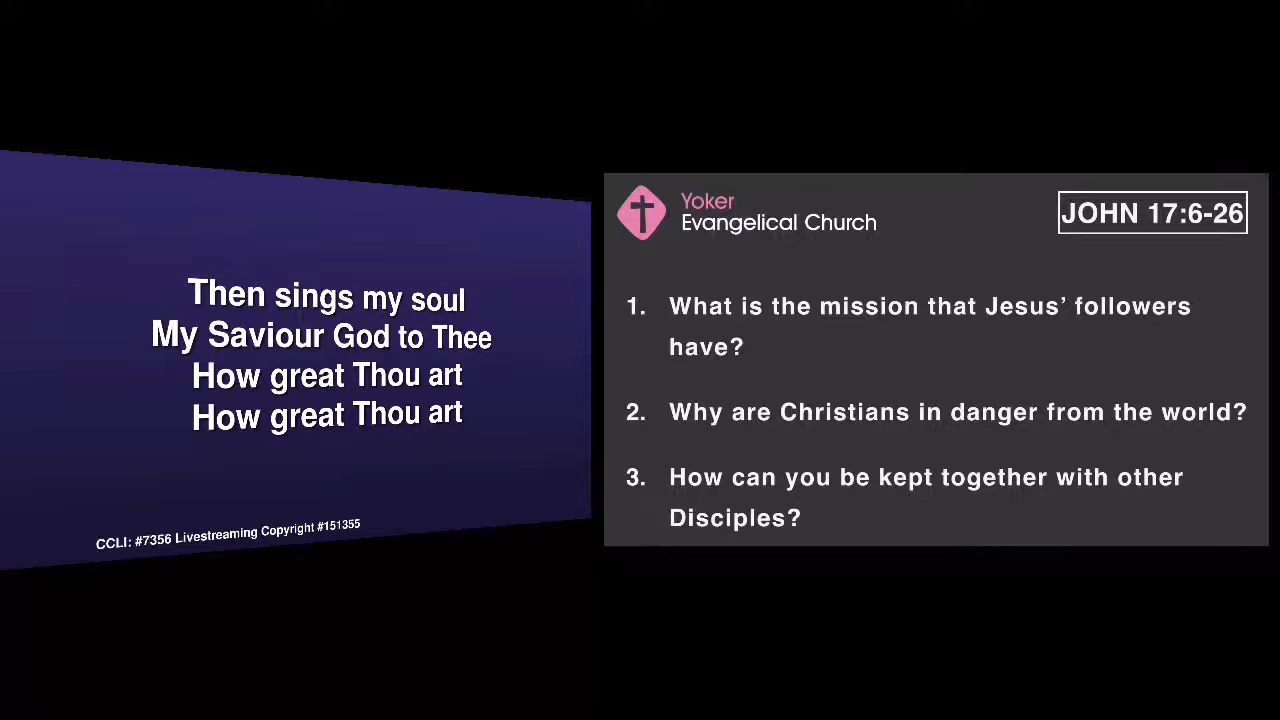 Then sings my soul
My Saviour God to Thee
How great Thou art
How great Thou art
CCLI: #7356 Livestreaming Copyright #151355
Yoker
Evangelical Church
JOHN 17:6-26
1. What is the mission that Jesus’ followers
have?
2. Why are Christians in danger from the world?
3. How can you be kept together with other
Disciples?